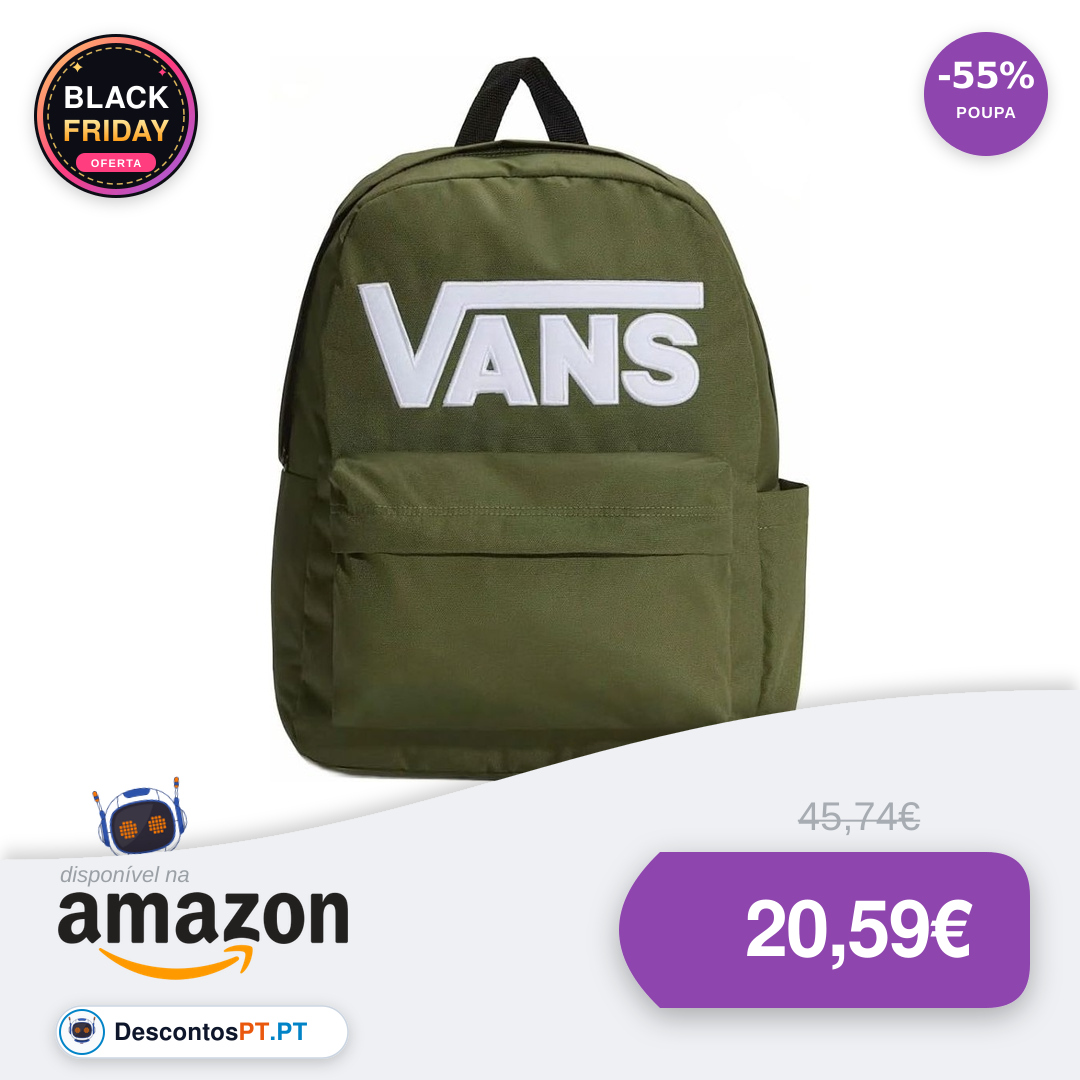 BLACK
FRIDAY
OFERTA
-55%
POUPA
VANS
45,74€
20,59€
disponível na
amazon
DescontosPT.PT